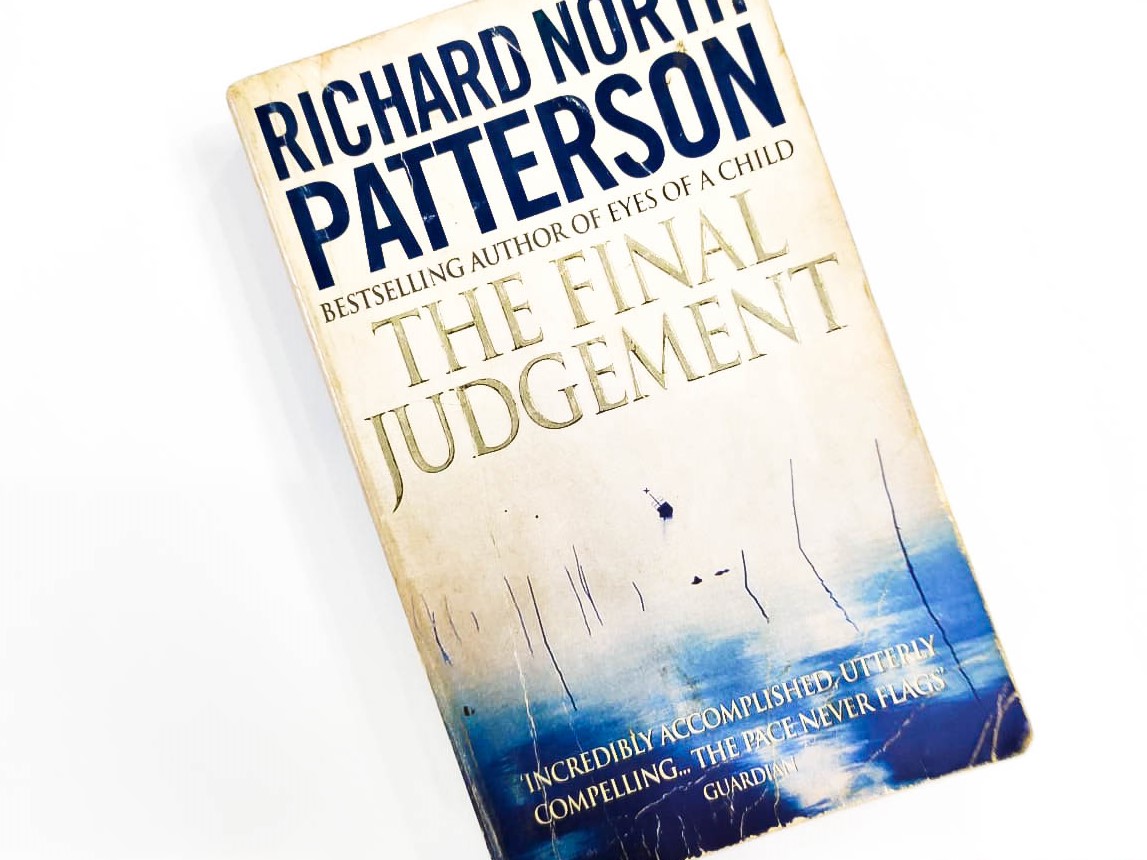 RICHARD NORTH
PATTERSON
BESTSELLING AUTHOR OF EYES OF A CHILD
THE FINAL
JUDGEMENT
'INCREDIBLY ACCOMPLISHED, UTTERLY
COMPELLING... THE PACE NEVER FLAGS'
GUARDIAN